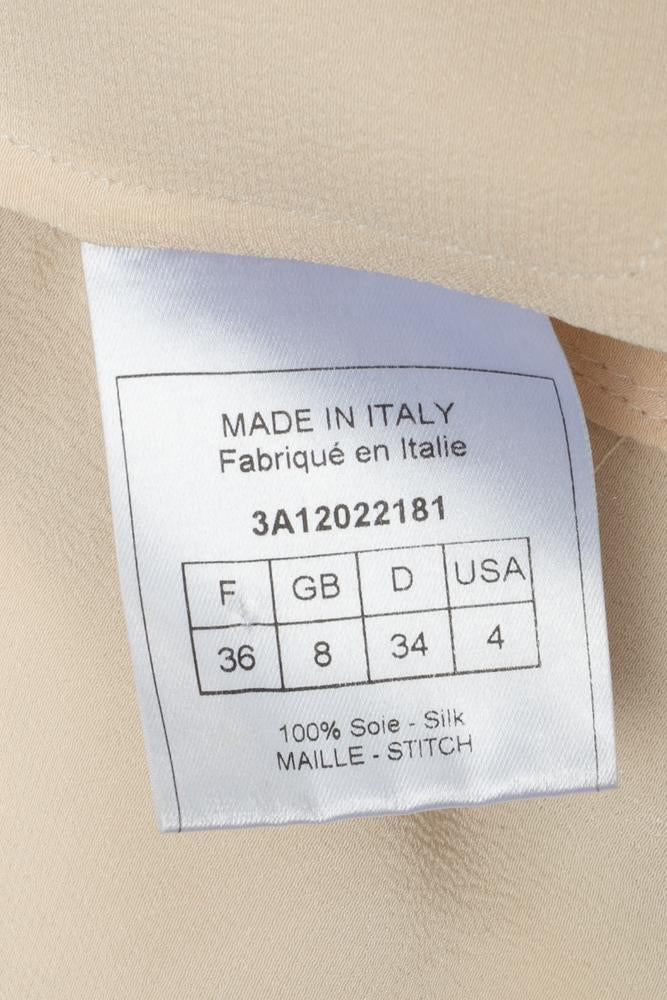 MADE IN ITALY
Fabriqué en Italie
3A12022181
F GB D USA
36 8 34 4
100% Soie - Silk
MAILLE - STITCH